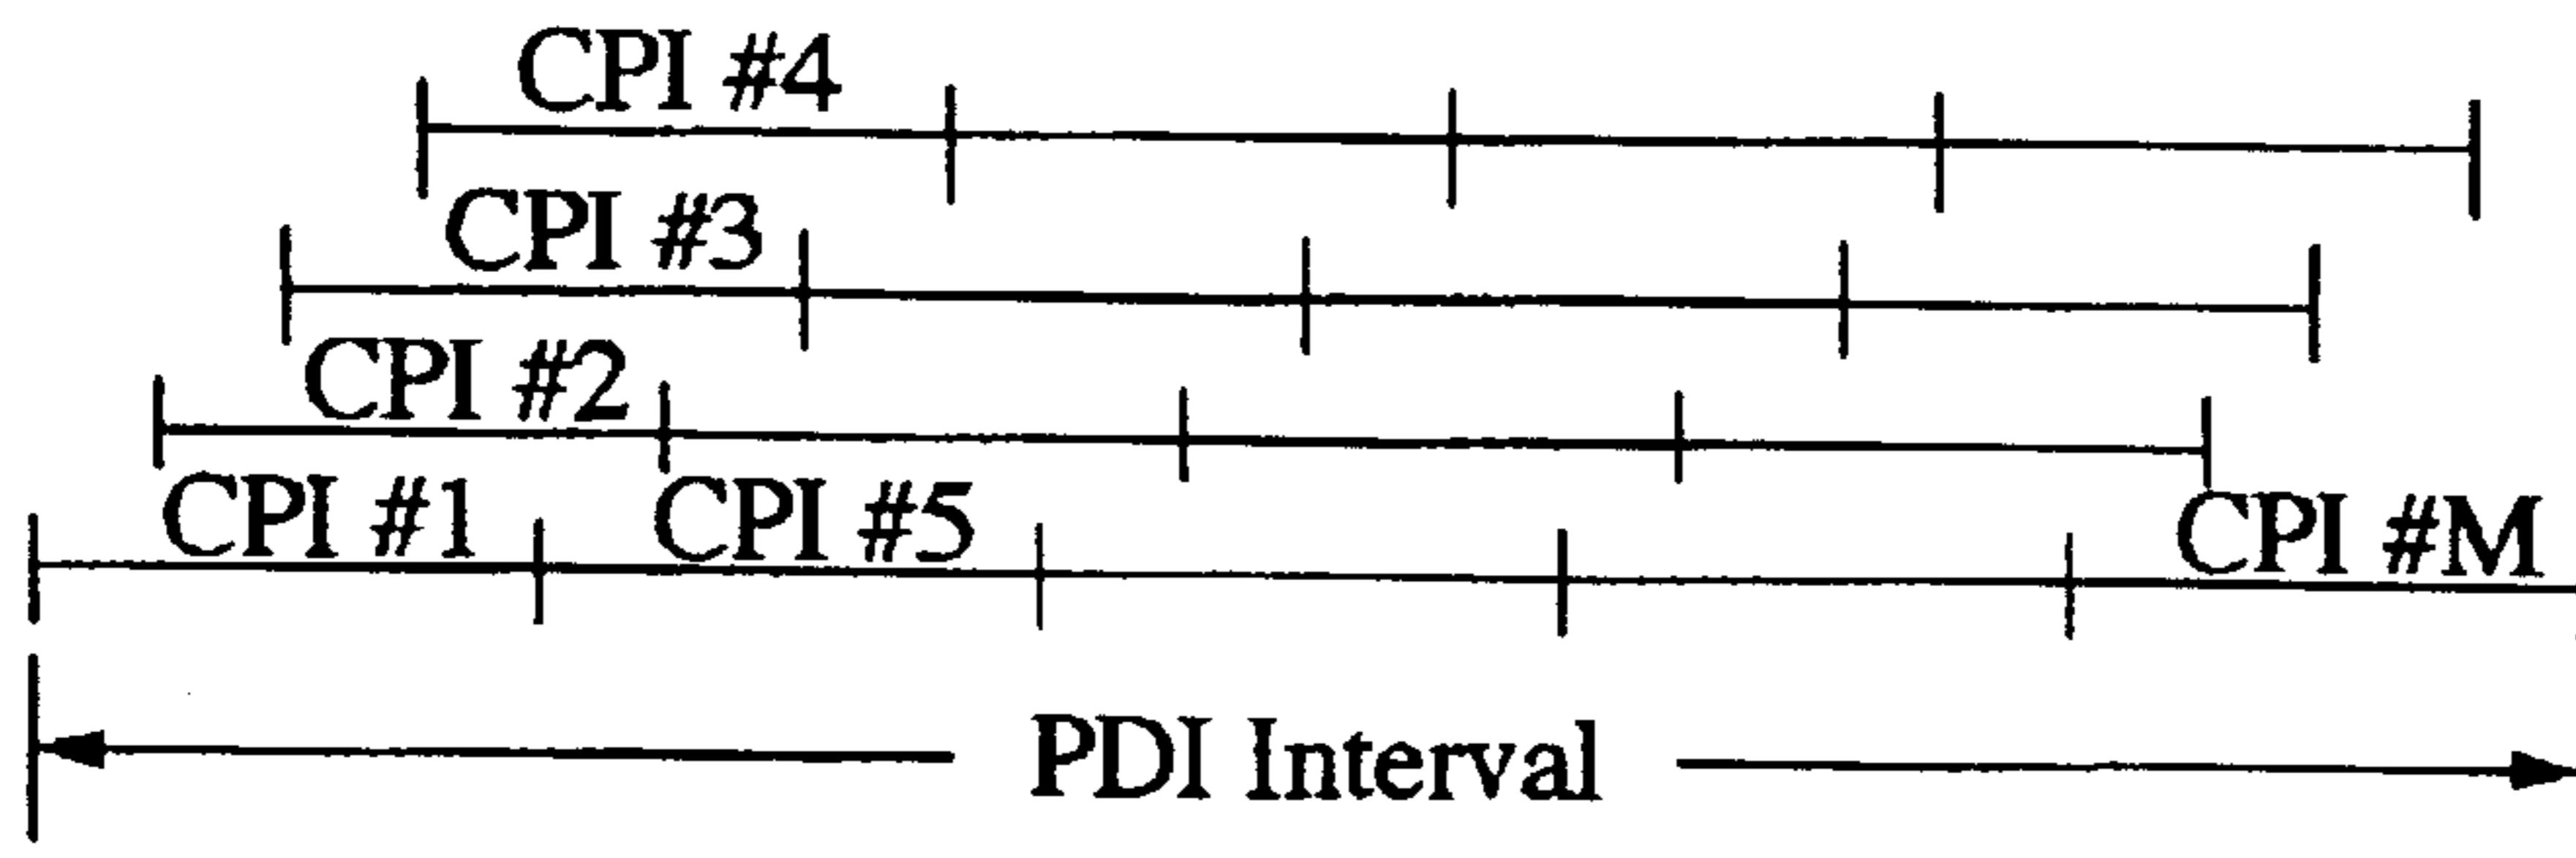 CPI #4
CPI #3
CPI #2
CPI #1 CPI #5 CPI #M
PDI Interval